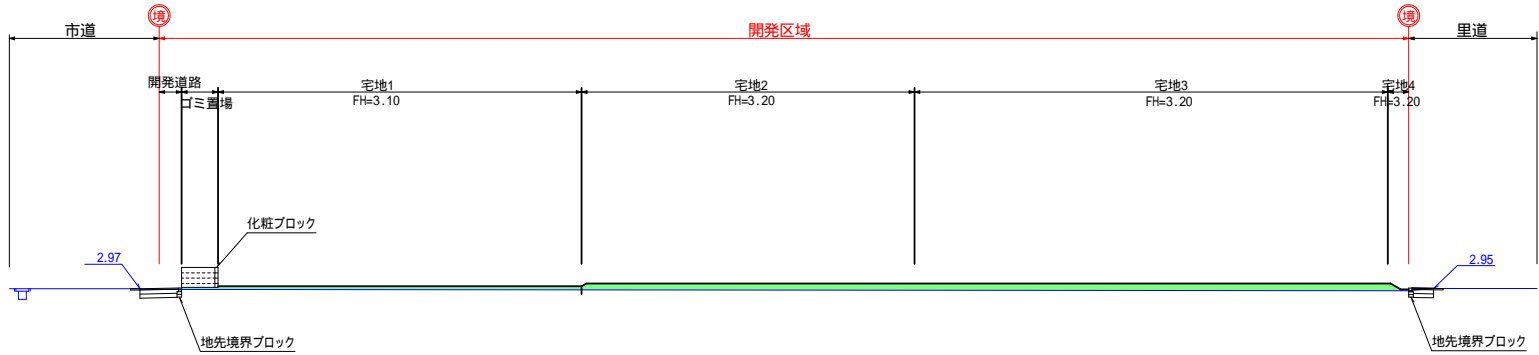 境
境
市道
開発区域
里道
開発道路
ゴミ置場
宅地1
FH=3.10
宅地2
FH=3.20
宅地3
FH=3.20
宅地4
FH=3.20
化粧ブロック
2.97
2.95
地先境界ブロック
地先境界ブロック